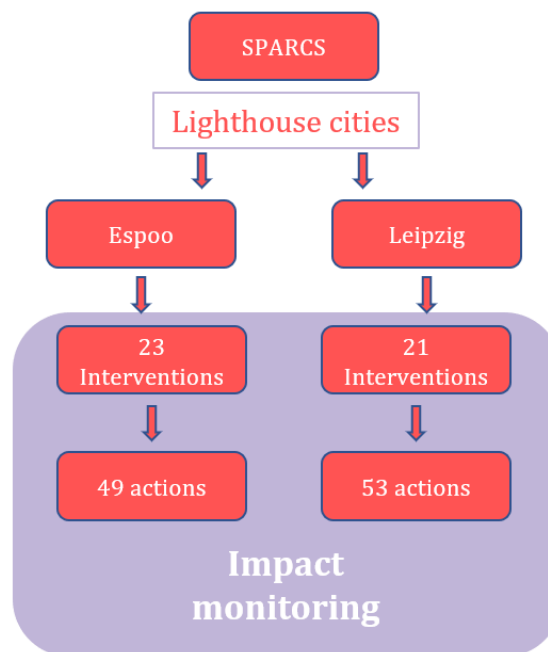 SPARCS
Lighthouse cities
Espoo
Leipzig
23
Interventions
21
Interventions
49 actions
53 actions
Impact
monitoring